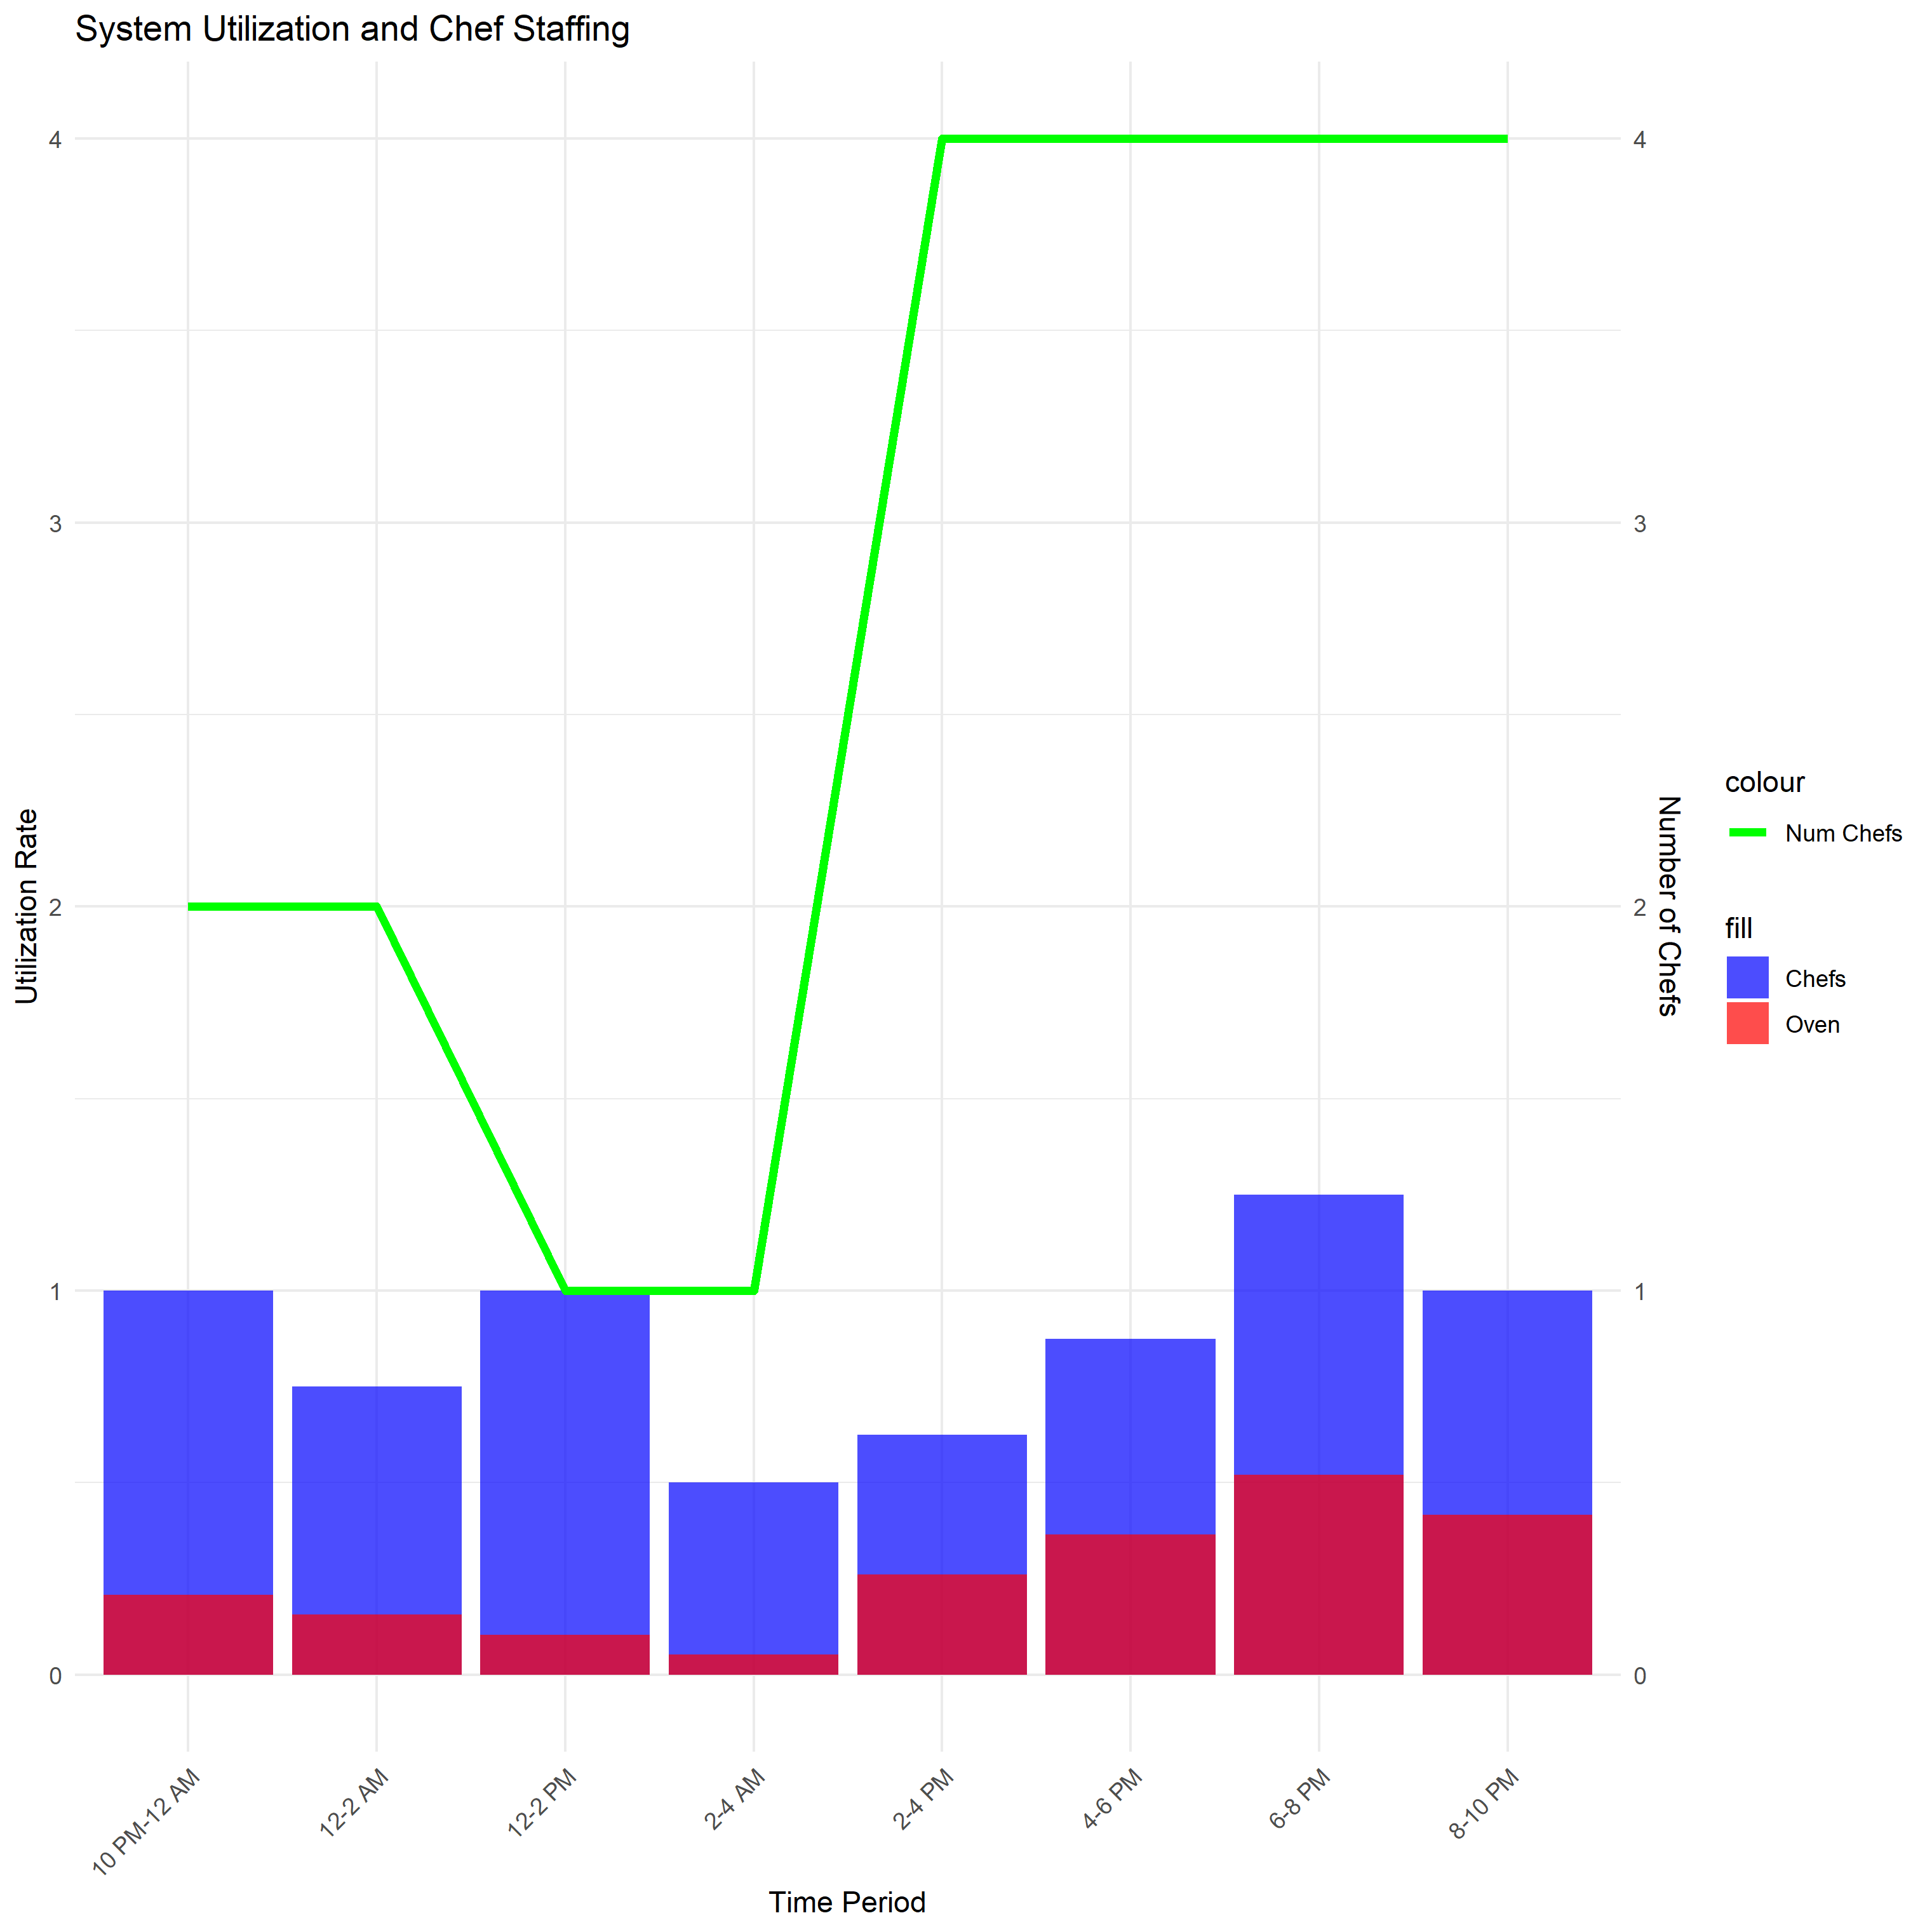 System Utilization and Chef Staffing
4
3
2
1
0
Utilization Rate
4
3
2
1
0
Number of Chefs
10 PM-12 AM
12-2 AM
12-2 PM
2-4 AM
2-4 PM
4-6 PM
6-8 PM
8-10 PM
Time Period
colour
Num Chefs
fill
Chefs
Oven